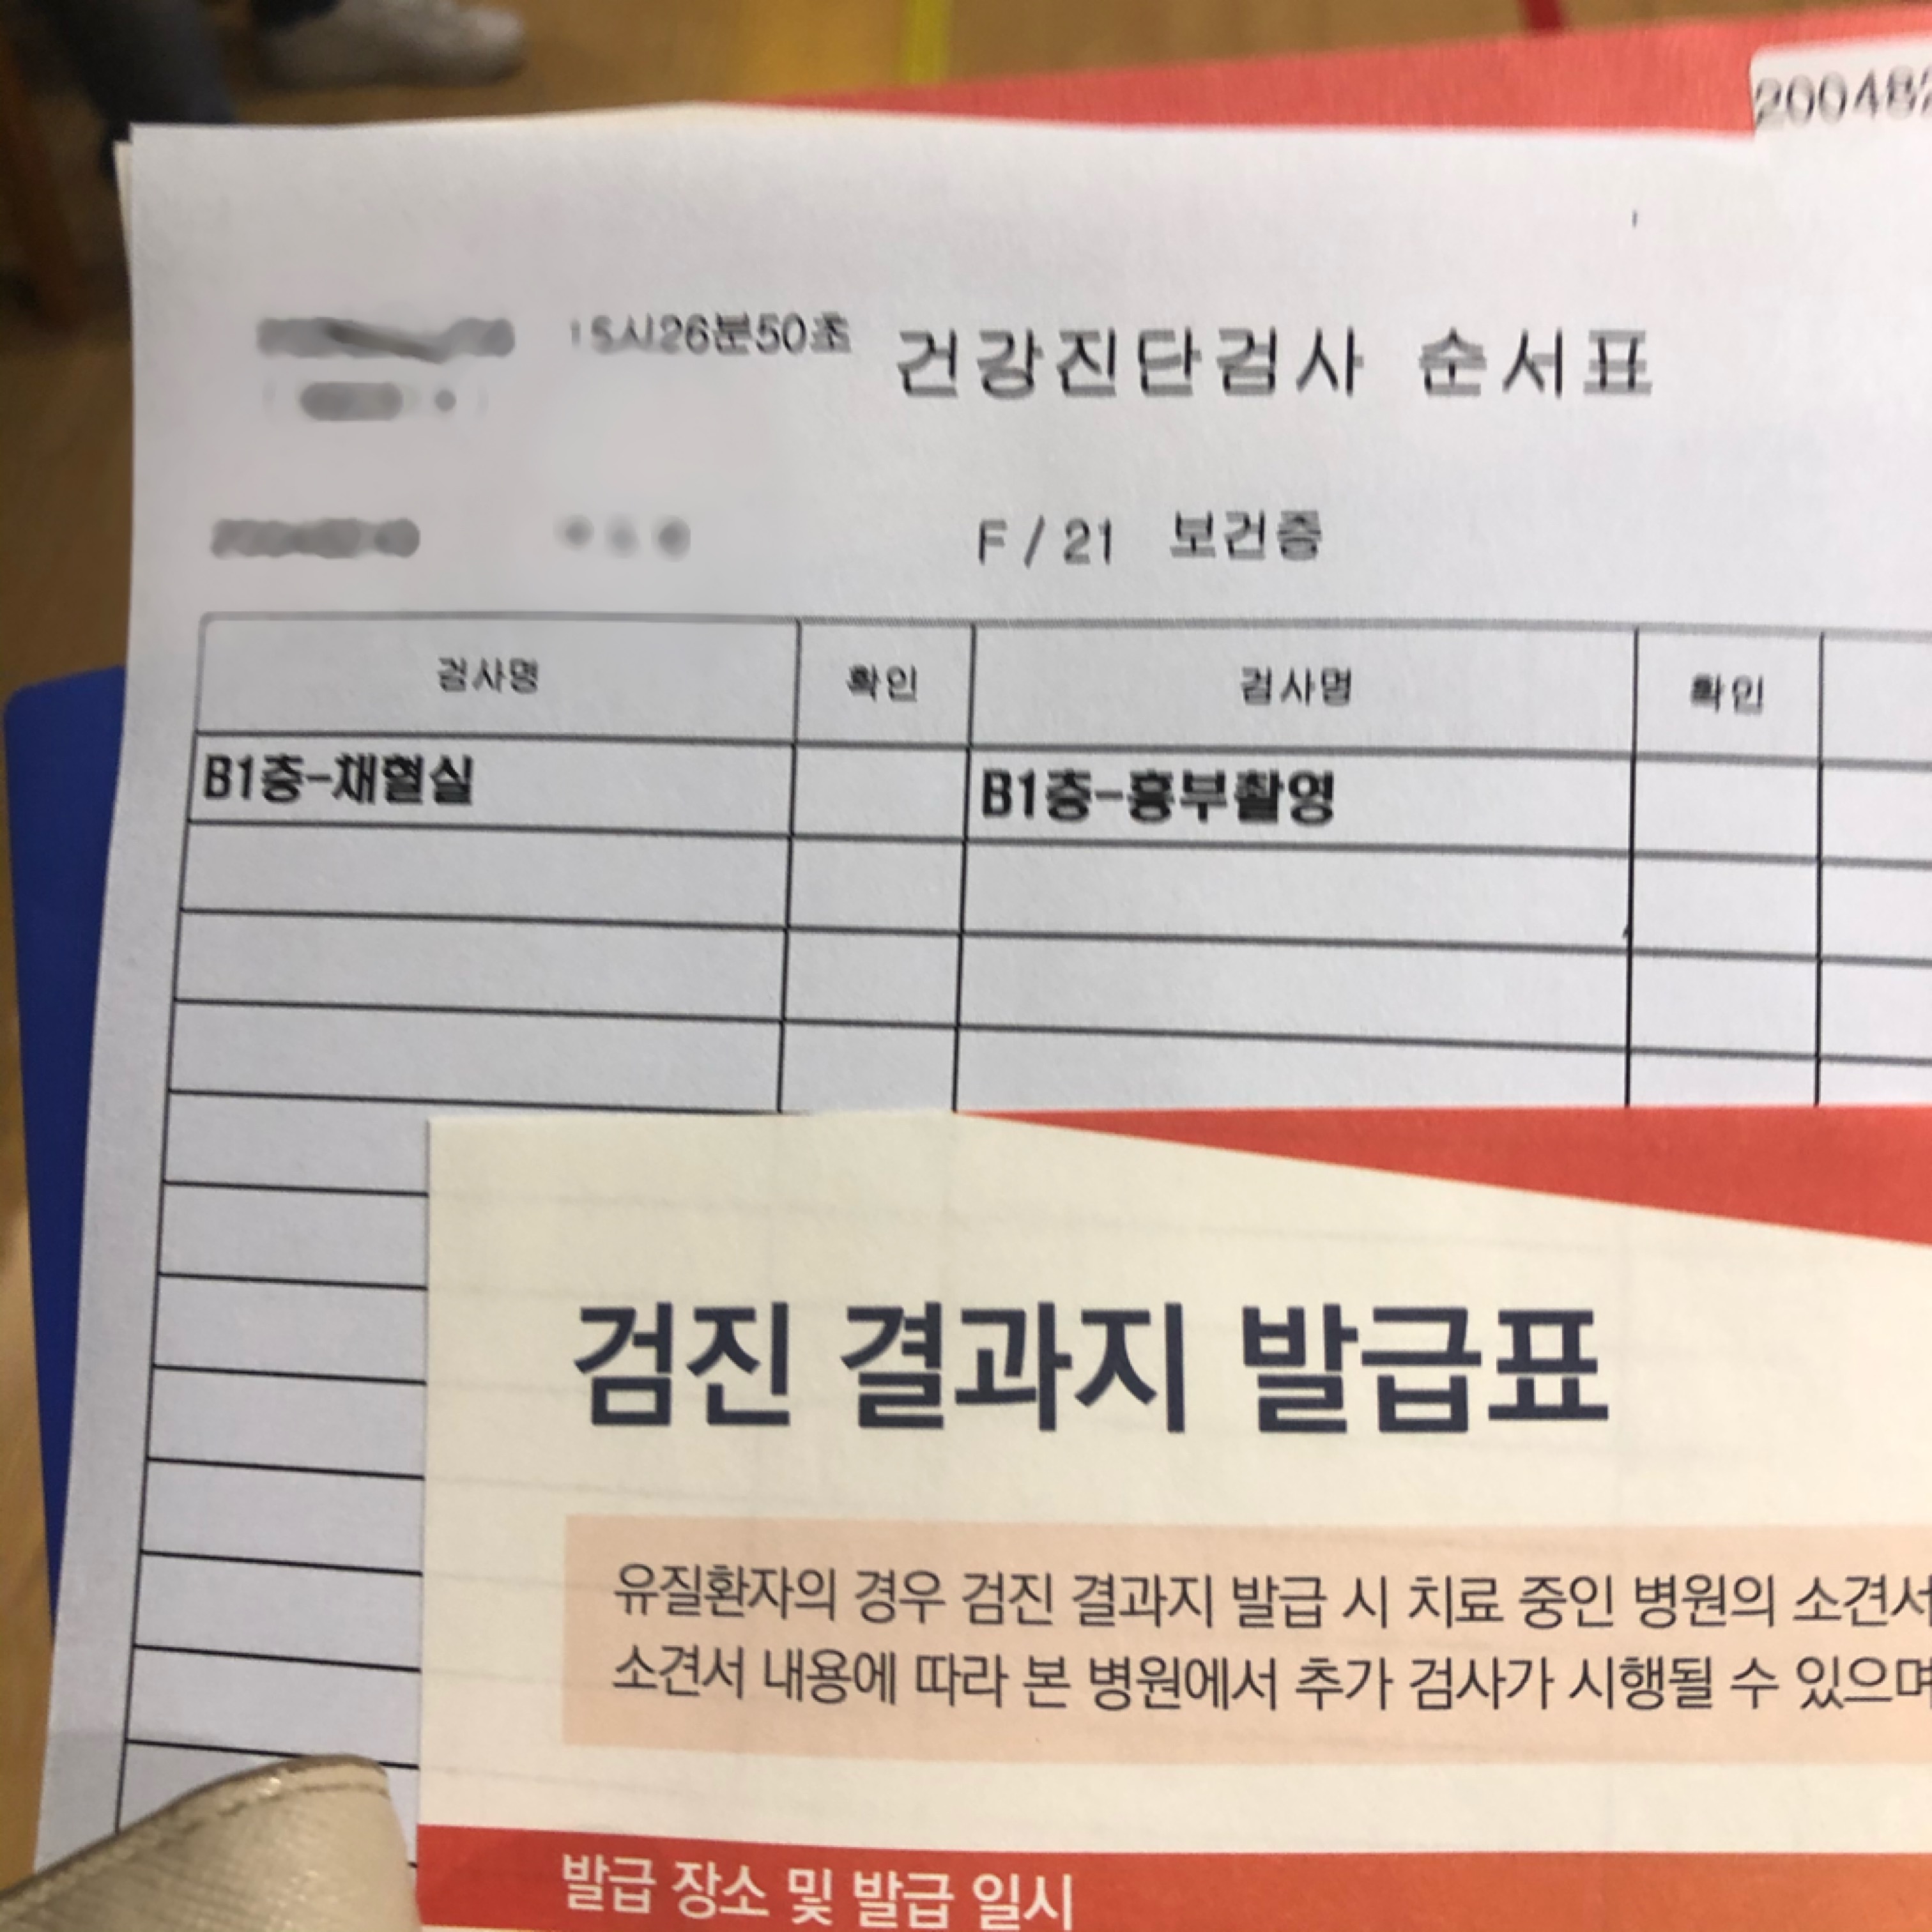 200482
15시26분50초 건강진단검사 순서표
F / 21 보건증
검사명 확인 검사명 확인
B1층-채혈실 B1층-흉부촬영
검진 결과지 발급표
유질환자의 경우 검진 결과지 발급 시 치료 중인 병원의 소견서
소견서 내용에 따라 본 병원에서 추가 검사가 시행될 수 있으며
발급 장소 및 발급 일시